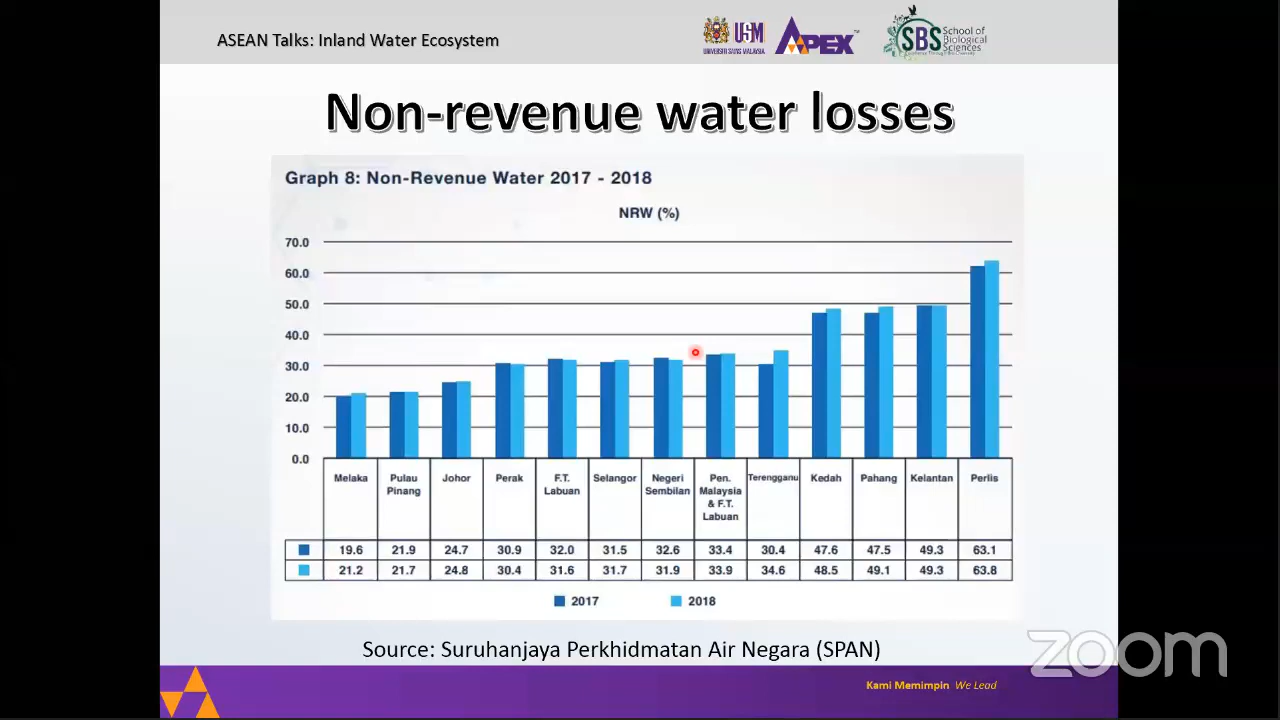 ASEAN Talks: Inland Water Ecosystem
USM
UNIVERSITI SAINS MALAYSIA
APEX™
SBS
School of
Biological
Sciences
Non-revenue water losses
Graph 8: Non-Revenue Water 2017 - 2018
NRW (%)
70.0
60.0
50.0
40.0
30.0
20.0
10.0
0.0
Melaka Pulau Pinang Johor Perak F.T. Labuan Selangor Negeri Sembilan Pen. Malaysia & F.T. Labuan Terengganu Kedah Pahang Kelantan Perlis
19.6 21.9 24.7 30.9 32.0 31.5 32.6 33.4 30.4 47.6 47.5 49.3 63.1
21.2 21.7 24.8 30.4 31.6 31.7 31.9 33.9 34.6 48.5 49.1 49.3 63.8
2017 2018
Source: Suruhanjaya Perkhidmatan Air Negara (SPAN)
Kami Memimpin We Lead
zoom